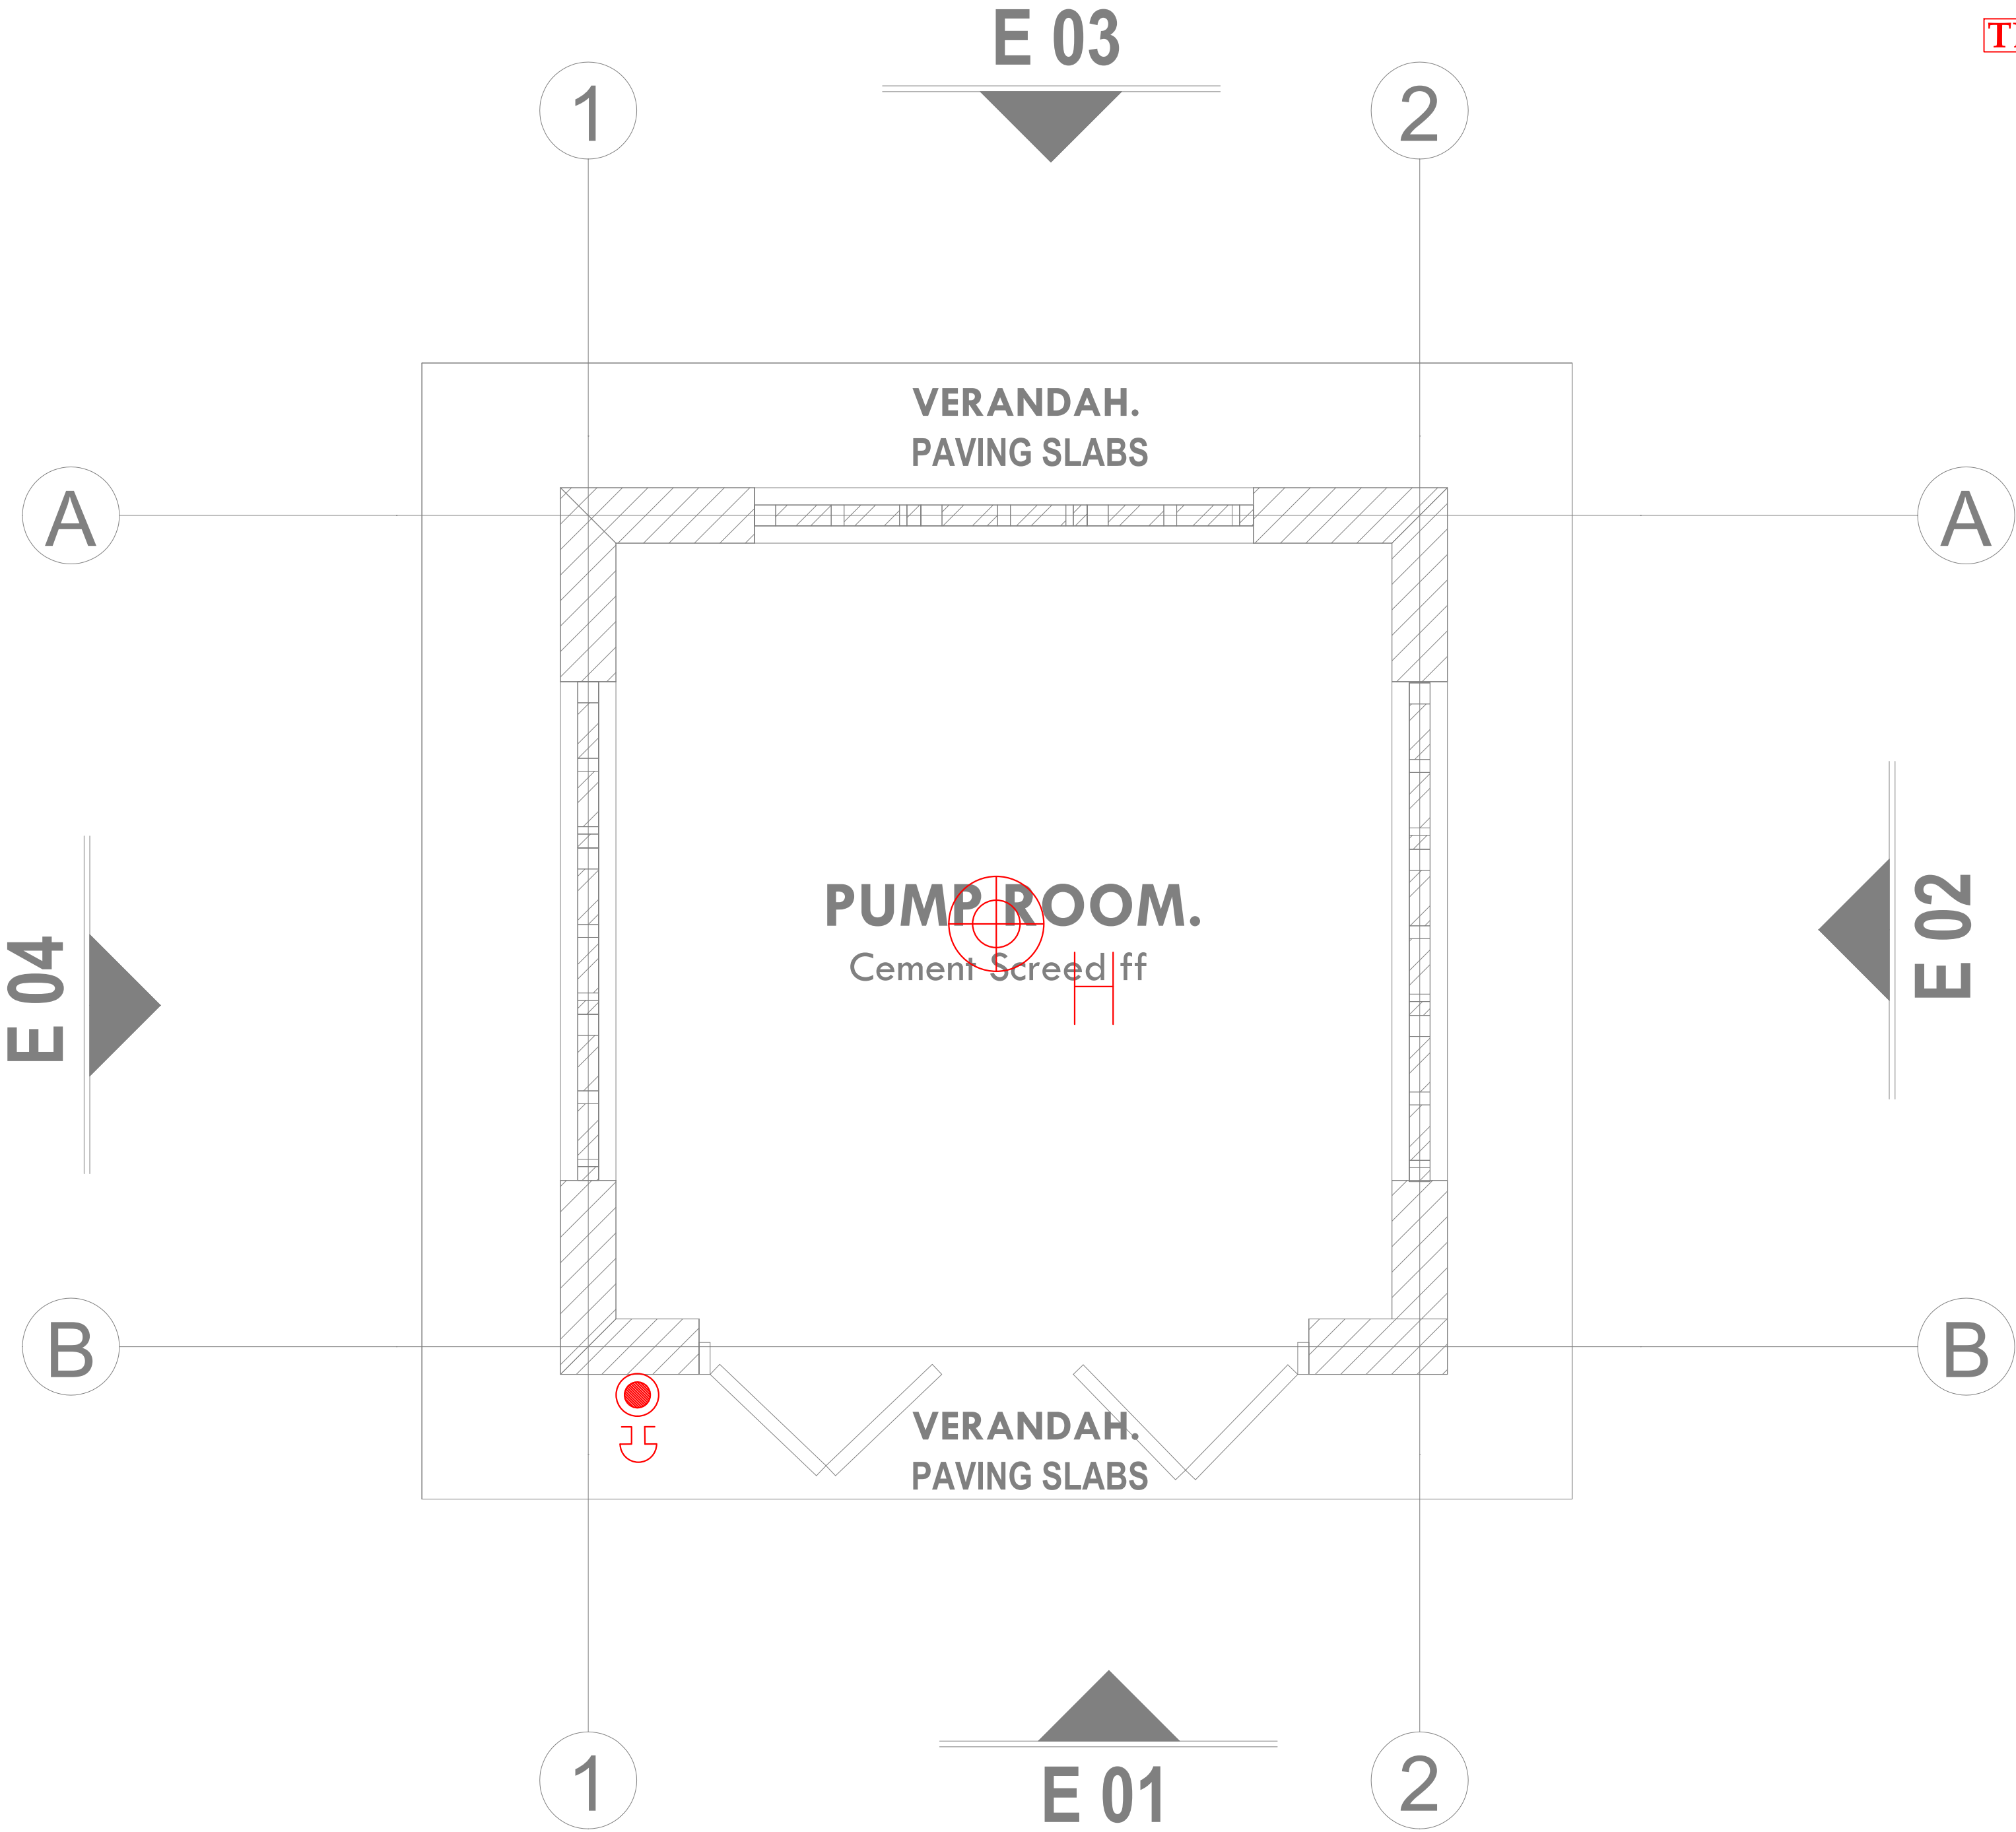 E 03
1
2
VERANDAH.
PAVING SLABS
A
A
PUMP ROOM.
Cement Screed ff
H
E 04
E 02
B
B
VERANDAH.
PAVING SLABS
E 01
1
2